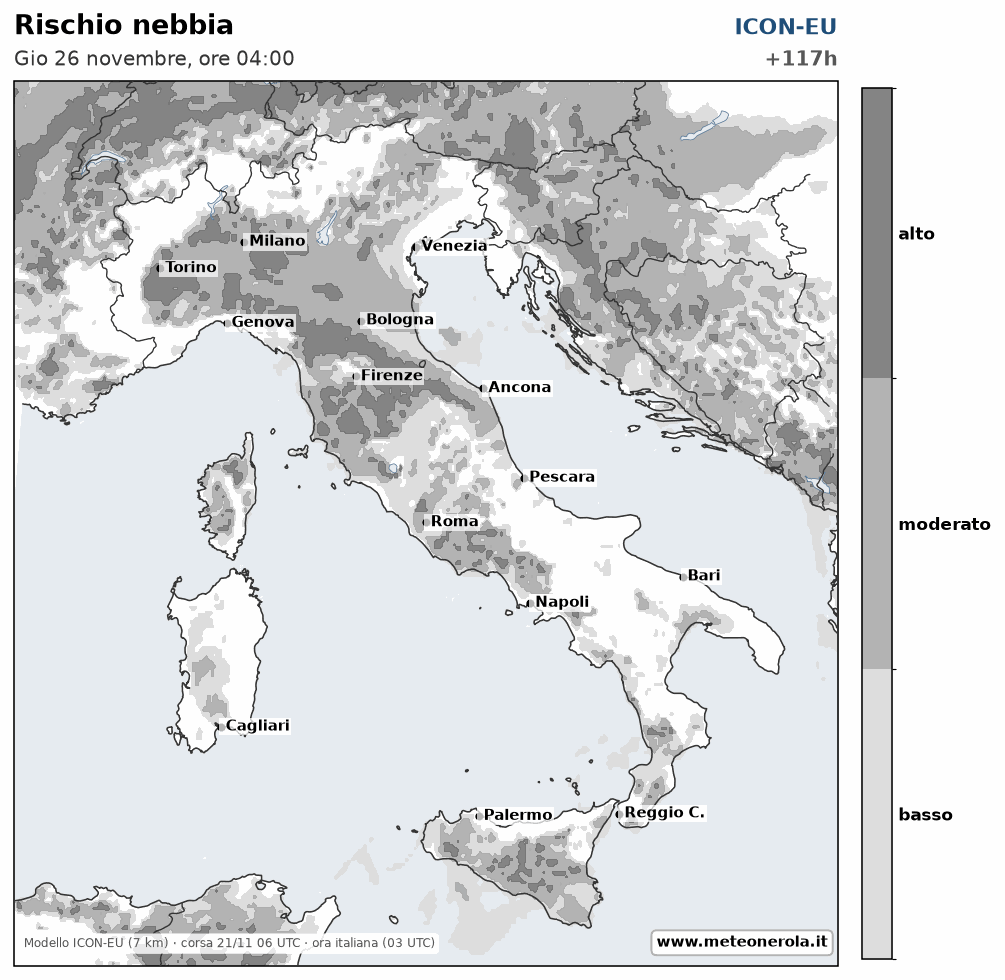 Rischio nebbia
ICON-EU
Gio 26 novembre, ore 04:00
+117h
alto
moderato
basso
Milano
Venezia
Torino
Genova
Bologna
Firenze
Ancona
Pescara
Roma
Bari
Napoli
Cagliari
Palermo
Reggio C.
Modello ICON-EU (7 km) · corsa 21/11 06 UTC · ora italiana (03 UTC)
www.meteonerola.it